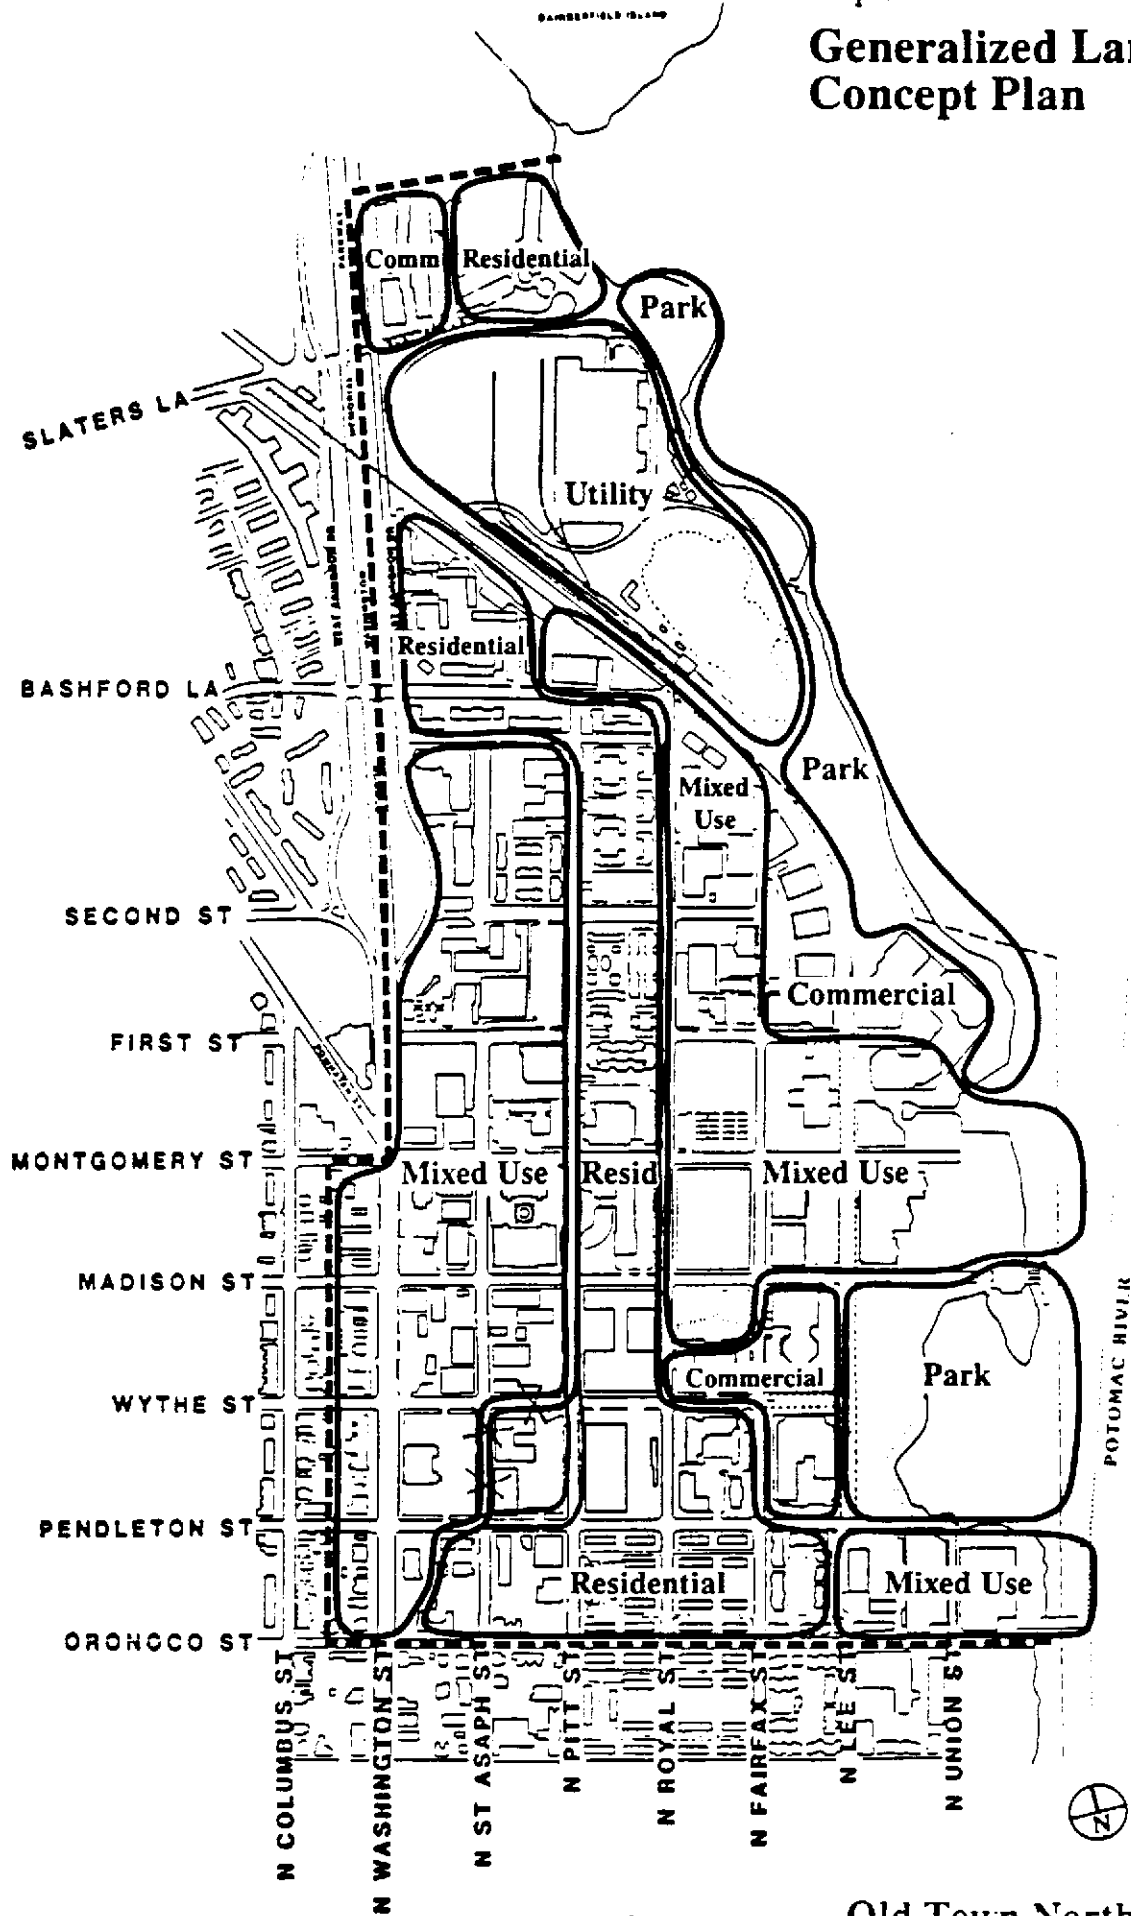 Generalized Lan
Concept Plan
Comm
Residential
Park
SLATERS LA
Utility
Residential
BASHFORD LA
Park
Mixed
Use
SECOND ST
Commercial
FIRST ST
MONTGOMERY ST
Mixed Use
Resid
Mixed Use
MADISON ST
Commercial
Park
WYTHE ST
POTOMAC RIVER
PENDLETON ST
Residential
Mixed Use
ORONOCO ST
N COLUMBUS ST
N WASHINGTON ST
N ST ASAPH ST
N PITT ST
N ROYAL ST
N FAIRFAX ST
N LEE ST
N UNION ST
N
Old Town North